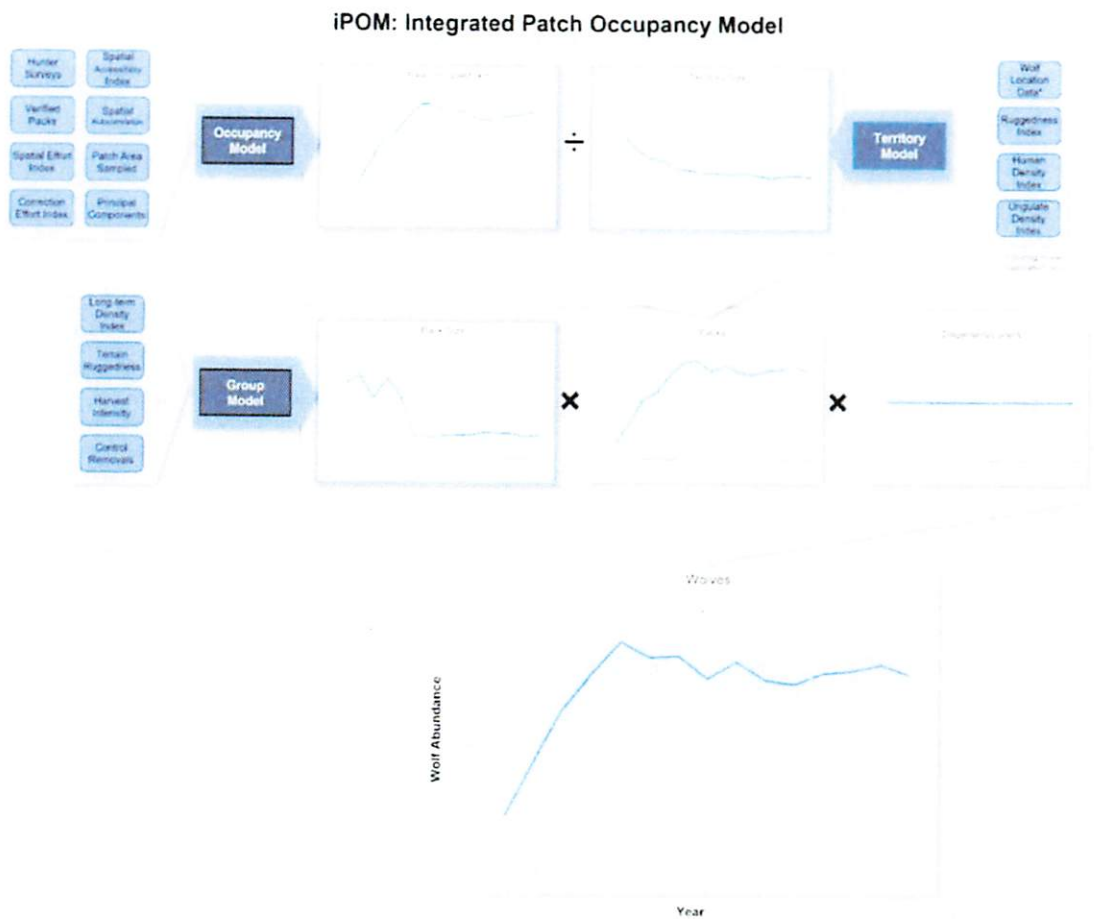 iPOM: Integrated Patch Occupancy Model
Hunter
Surveys
Spatial
Accessibility
Index
Verified
Packs
Spatial
Autocorrelation
Spatial Effort
Index
Patch Area
Sampled
Correction
Effort Index
Principal
Components
Occupancy
Model
÷
Territory
Model
Wolf
Location
Data*
Ruggedness
Index
Human
Density
Index
Ungulate
Density
Index
Long-term
Density
Index
Terrain
Ruggedness
Harvest
Intensity
Control
Removals
Group
Model
Pack Size
×
Packs
×
Wolves
Wolf Abundance
Year